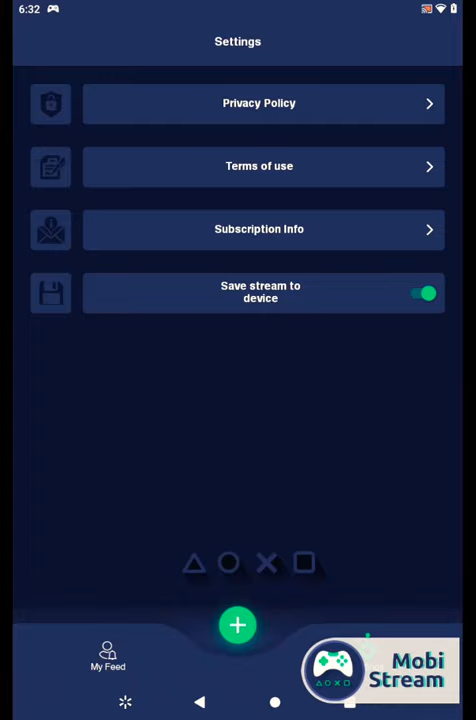 6:32
Settings
Privacy Policy
Terms of use
Subscription Info
Save stream to
device
My Feed
Mobi
Stream